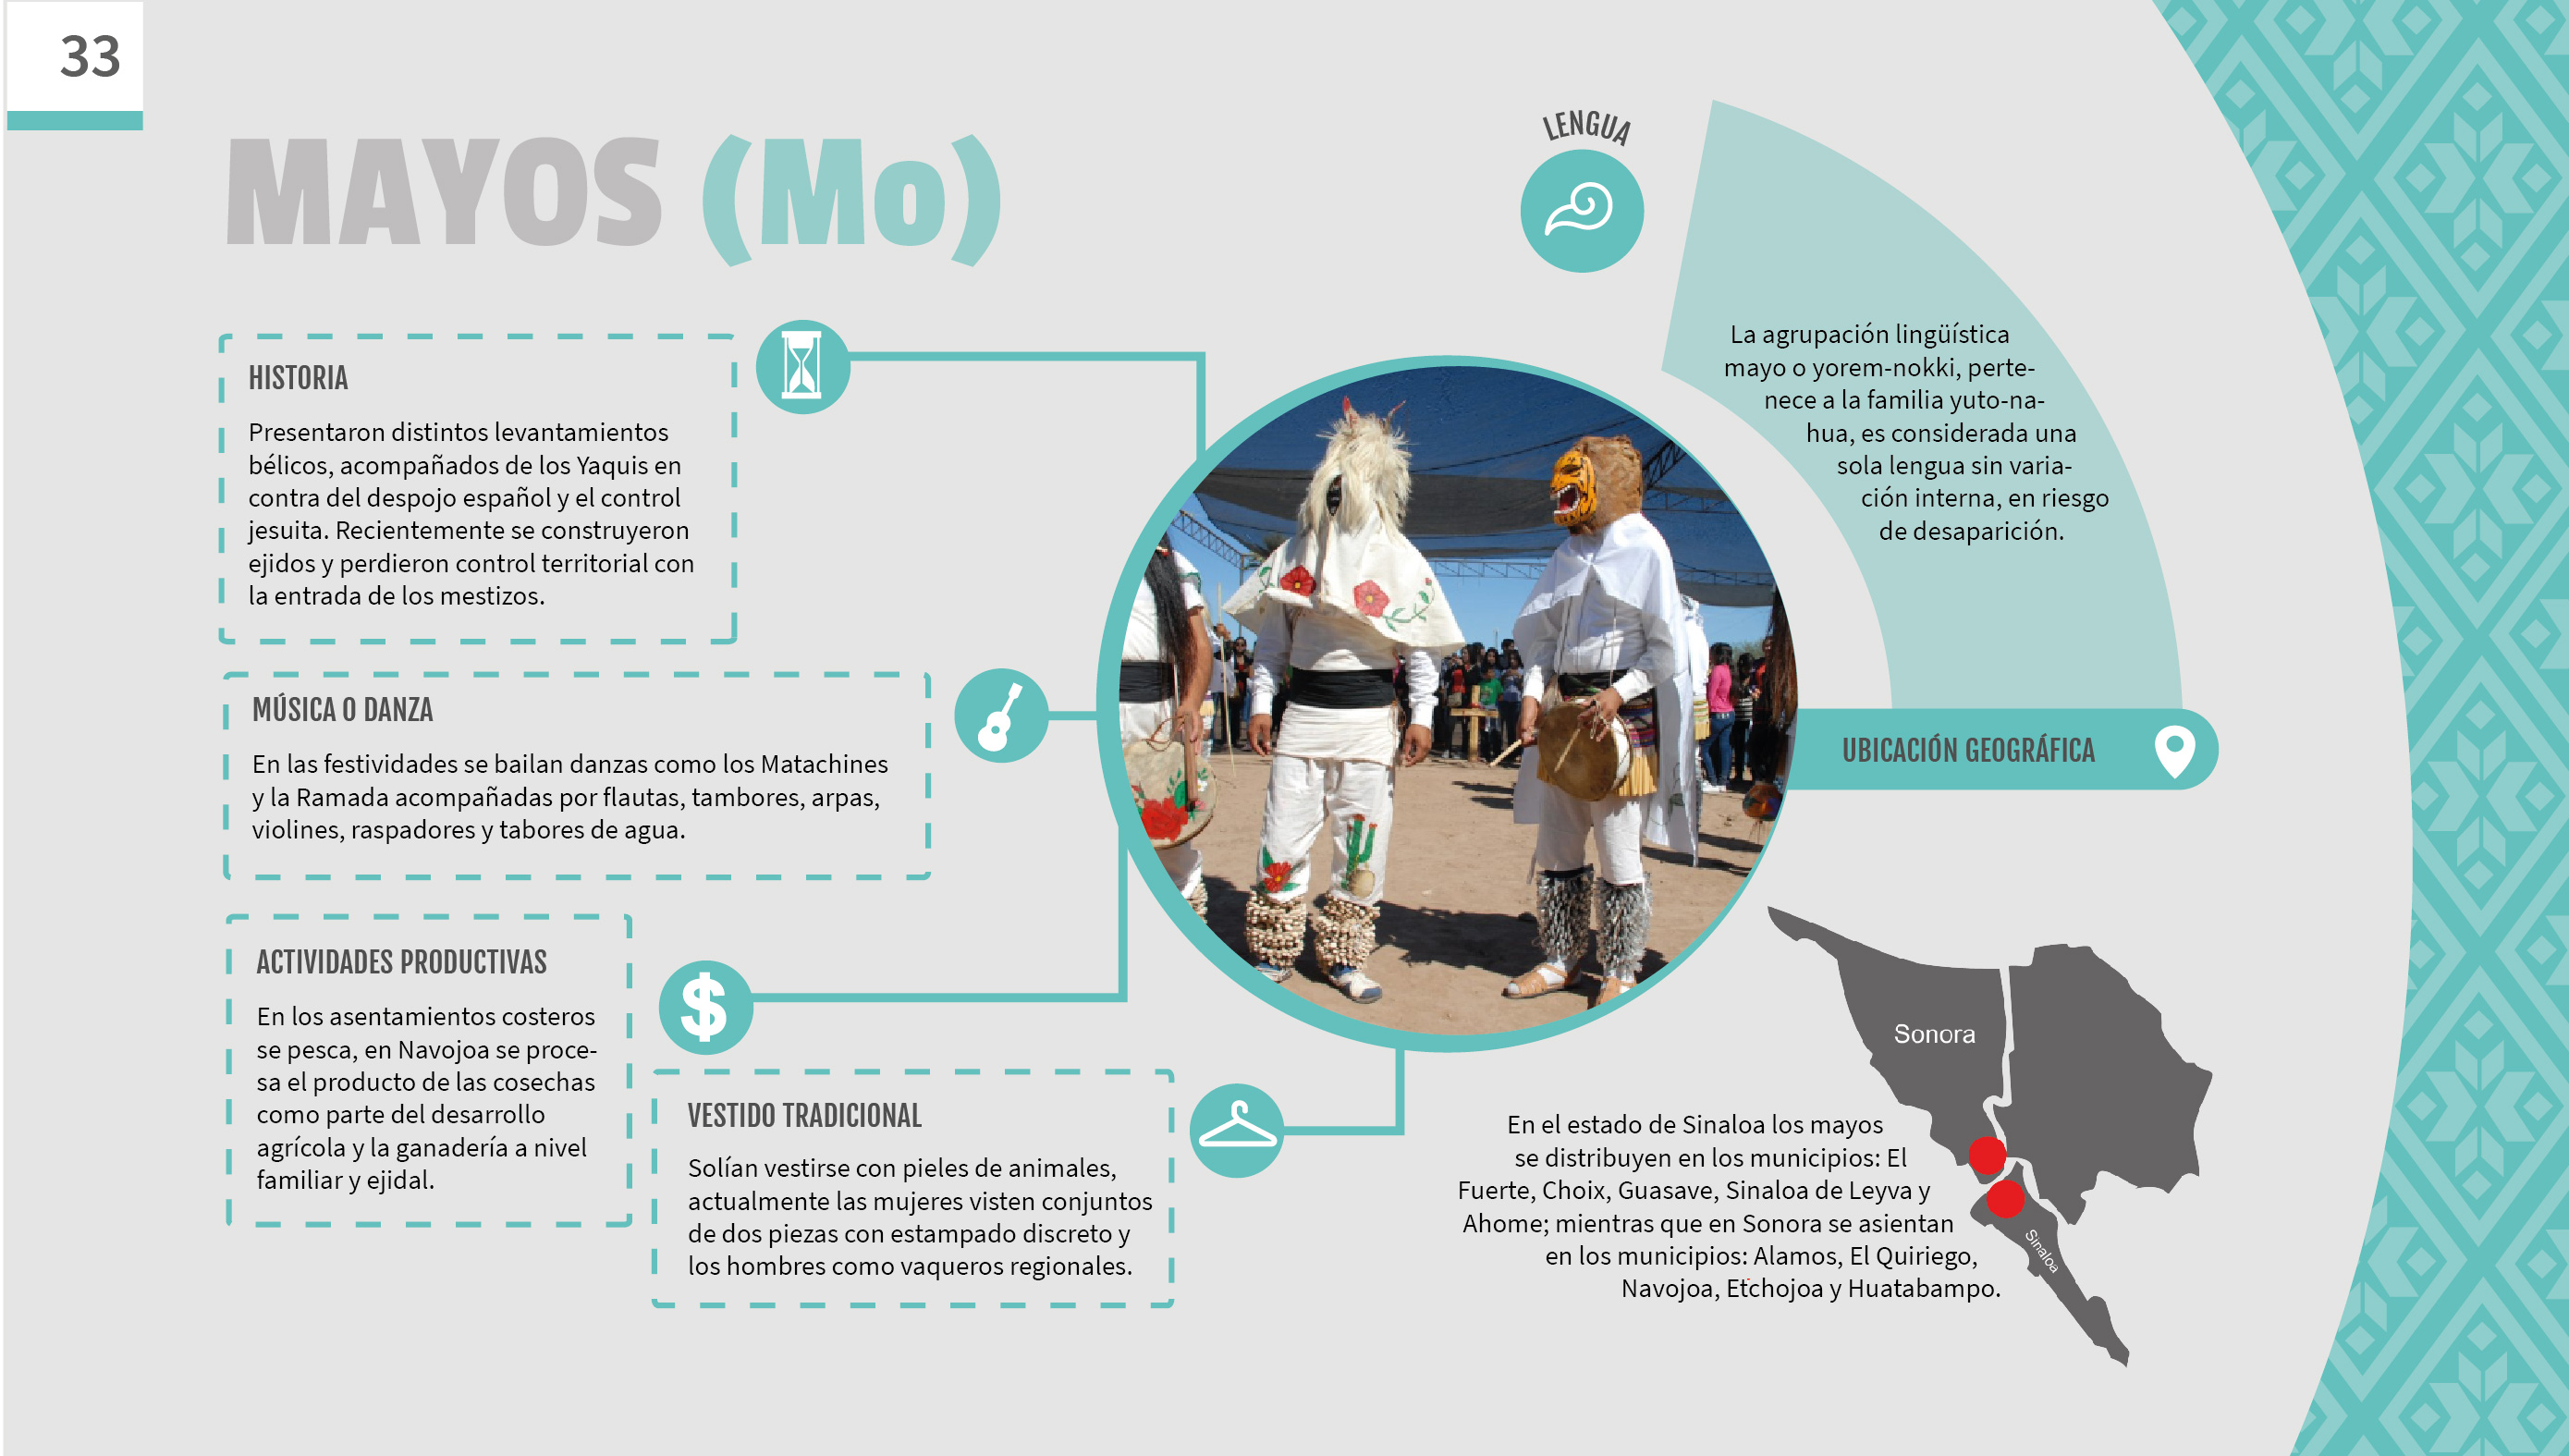 33
MAYOS (Mo)
HISTORIA
Presentaron distintos levantamientos
bélicos, acompañados de los Yaquis en
contra del despojo español y el control
jesuita. Recientemente se construyeron
ejidos y perdieron control territorial con
la entrada de los mestizos.
MÚSICA O DANZA
En las festividades se bailan danzas como los Matachines
y la Ramada acompañadas por flautas, tambores, arpas,
violines, raspadores y tabores de agua.
ACTIVIDADES PRODUCTIVAS
En los asentamientos costeros
se pesca, en Navojoa se proce-
sa el producto de las cosechas
como parte del desarrollo
agrícola y la ganadería a nivel
familiar y ejidal.
$
VESTIDO TRADICIONAL
Solían vestirse con pieles de animales,
actualmente las mujeres visten conjuntos
de dos piezas con estampado discreto y
los hombres como vaqueros regionales.
LENGUA
La agrupación lingüística
mayo o yorem-nokki, perte-
nece a la familia yuto-na-
hua, es considerada una
sola lengua sin varia-
ción interna, en riesgo
de desaparición.
UBICACIÓN GEOGRÁFICA
En el estado de Sinaloa los mayos
se distribuyen en los municipios: El
Fuerte, Choix, Guasave, Sinaloa de Leyva y
Ahome; mientras que en Sonora se asientan
en los municipios: Alamos, El Quiriego,
Navojoa, Etchojoa y Huatabampo.
Sonora
Sinaloa